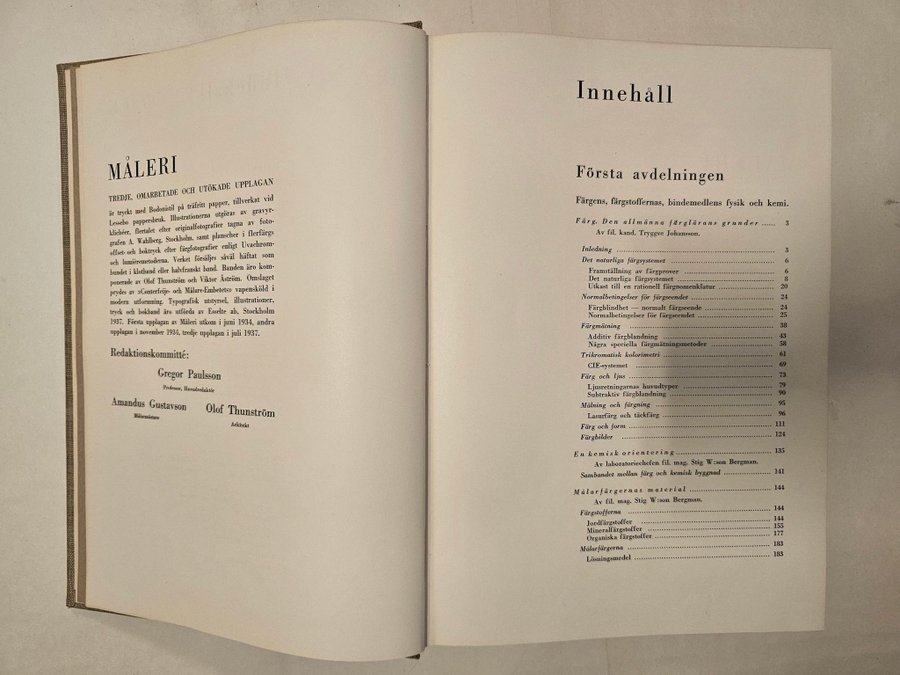 MÅLERI
TREDJE, OMARBETADE OCH UTÖKADE UPPLAGAN
är tryckt med Bodonistil på träfritt papper, tillverkat vid
Lessebo pappersbruk. Illustrationerna utgöras av gravyr-
klichéer, flertalet efter originalfotografier tagna av foto-
grafen A. Wahlberg, Stockholm, samt planscher i flerfärgs
offset- och boktryck efter färgfotografier enligt Uvachrom-
och lumièremetoderna. Verket försäljes såväl häftat som
bundet i klotband eller halvfranskt band. Banden äro kom-
ponerade av Olof Thunström och Viktor Åström. Omslaget
prydes av »Conterfej- och Målare-Embetets» vapensköld i
modern utformning. Typografisk utstyrsel, illustrationer,
tryck och bokband äro utförda av Esselte ab, Stockholm
1937. Första upplagan av Måleri utkom i juni 1934, andra
upplagan i november 1934, tredje upplagan i juli 1937.
Redaktionskommitté:
Gregor Paulsson
Professor, Huvudredaktör
Amandus Gustavson Olof Thunström
Målarmästare Arkitekt
Innehåll
Första avdelningen
Färgens, färgstoffernas, bindemedlens fysik och kemi.
Färg. Den allmänna färglärans grunder ...... 3
Av fil. kand. Tryggve Johansson.
Inledning ...... 3
Det naturliga färgsystemet ...... 6
Framställning av färgprover ...... 6
Det naturliga färgsystemet ...... 8
Utkast till en rationell färgnomenklatur ...... 20
Normalbetingelser för färgseendet ...... 24
Färgblindhet — normalt färgseende ...... 24
Normalbetingelser för färgseendet ...... 25
Färgmätning ...... 38
Additiv färgblandning ...... 43
Några speciella färgmätningsmetoder ...... 58
Trikromatisk kolorimetri ...... 61
CIE-systemet ...... 69
Färg och ljus ...... 73
Ljusretningarnas huvudtyper ...... 79
Subtraktiv färgblandning ...... 90
Målning och färgning ...... 95
Lasurfärg och täckfärg ...... 96
Färg och form ...... 111
Färgbilder ...... 124
En kemisk orientering ...... 135
Av laboratoriechefen fil. mag. Stig W:son Bergman.
Sambandet mellan färg och kemisk byggnad ...... 141
Målarfärgernas material ...... 144
Av fil. mag. Stig W:son Bergman.
Färgstofferna ...... 144
Jordfärgstoffer ...... 144
Mineralfärgstoffer ...... 155
Organiska färgstoffer ...... 177
Målarfärgerna ...... 183
Lösningsmedel ...... 183